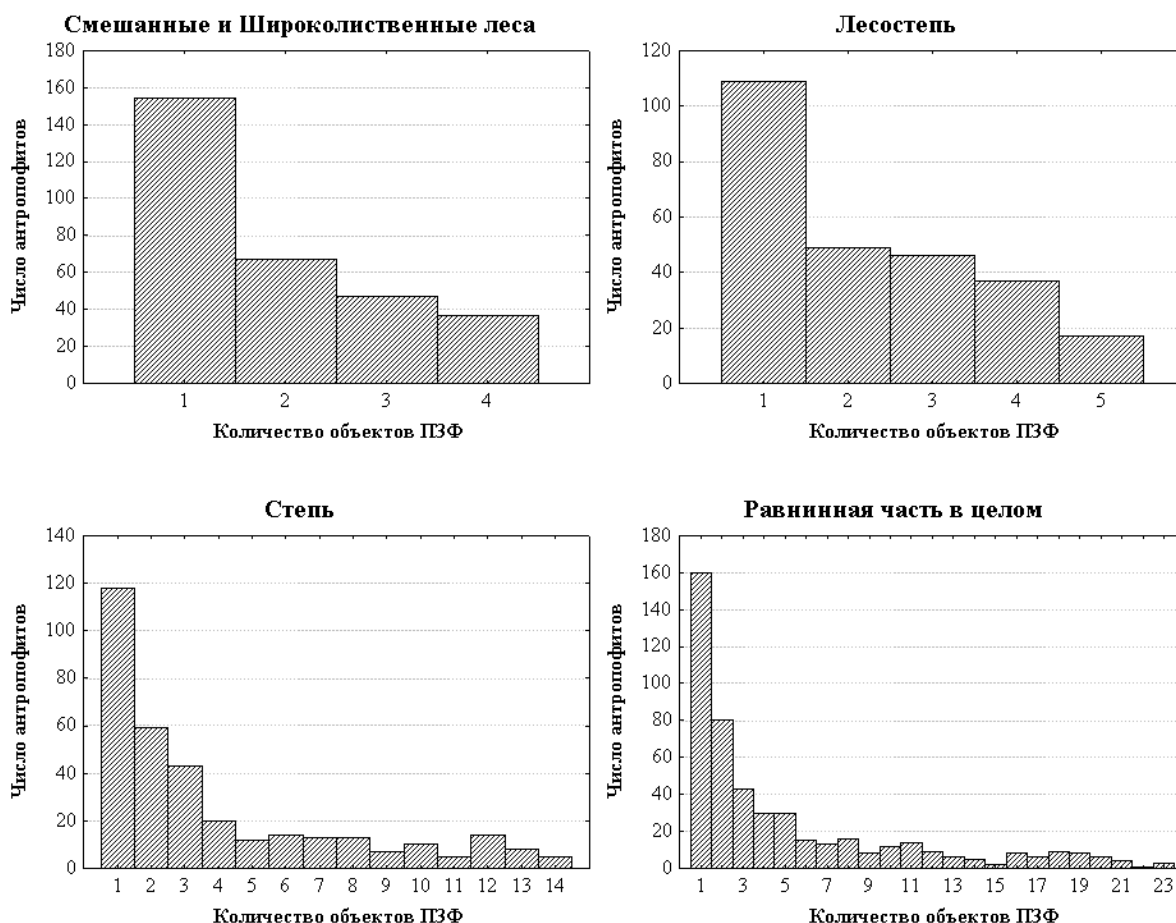 Смешанные и Широколиственные леса
Число антропофитов
180
160
140
120
100
80
60
40
20
0
1 2 3 4
Количество объектов ПЗФ
Лесостепь
Число антропофитов
120
100
80
60
40
20
0
1 2 3 4 5
Количество объектов ПЗФ
Степь
Число антропофитов
140
120
100
80
60
40
20
0
1 2 3 4 5 6 7 8 9 10 11 12 13 14
Количество объектов ПЗФ
Равнинная часть в целом
Число антропофитов
180
160
140
120
100
80
60
40
20
0
1 3 5 7 9 11 13 15 17 19 21 23
Количество объектов ПЗФ